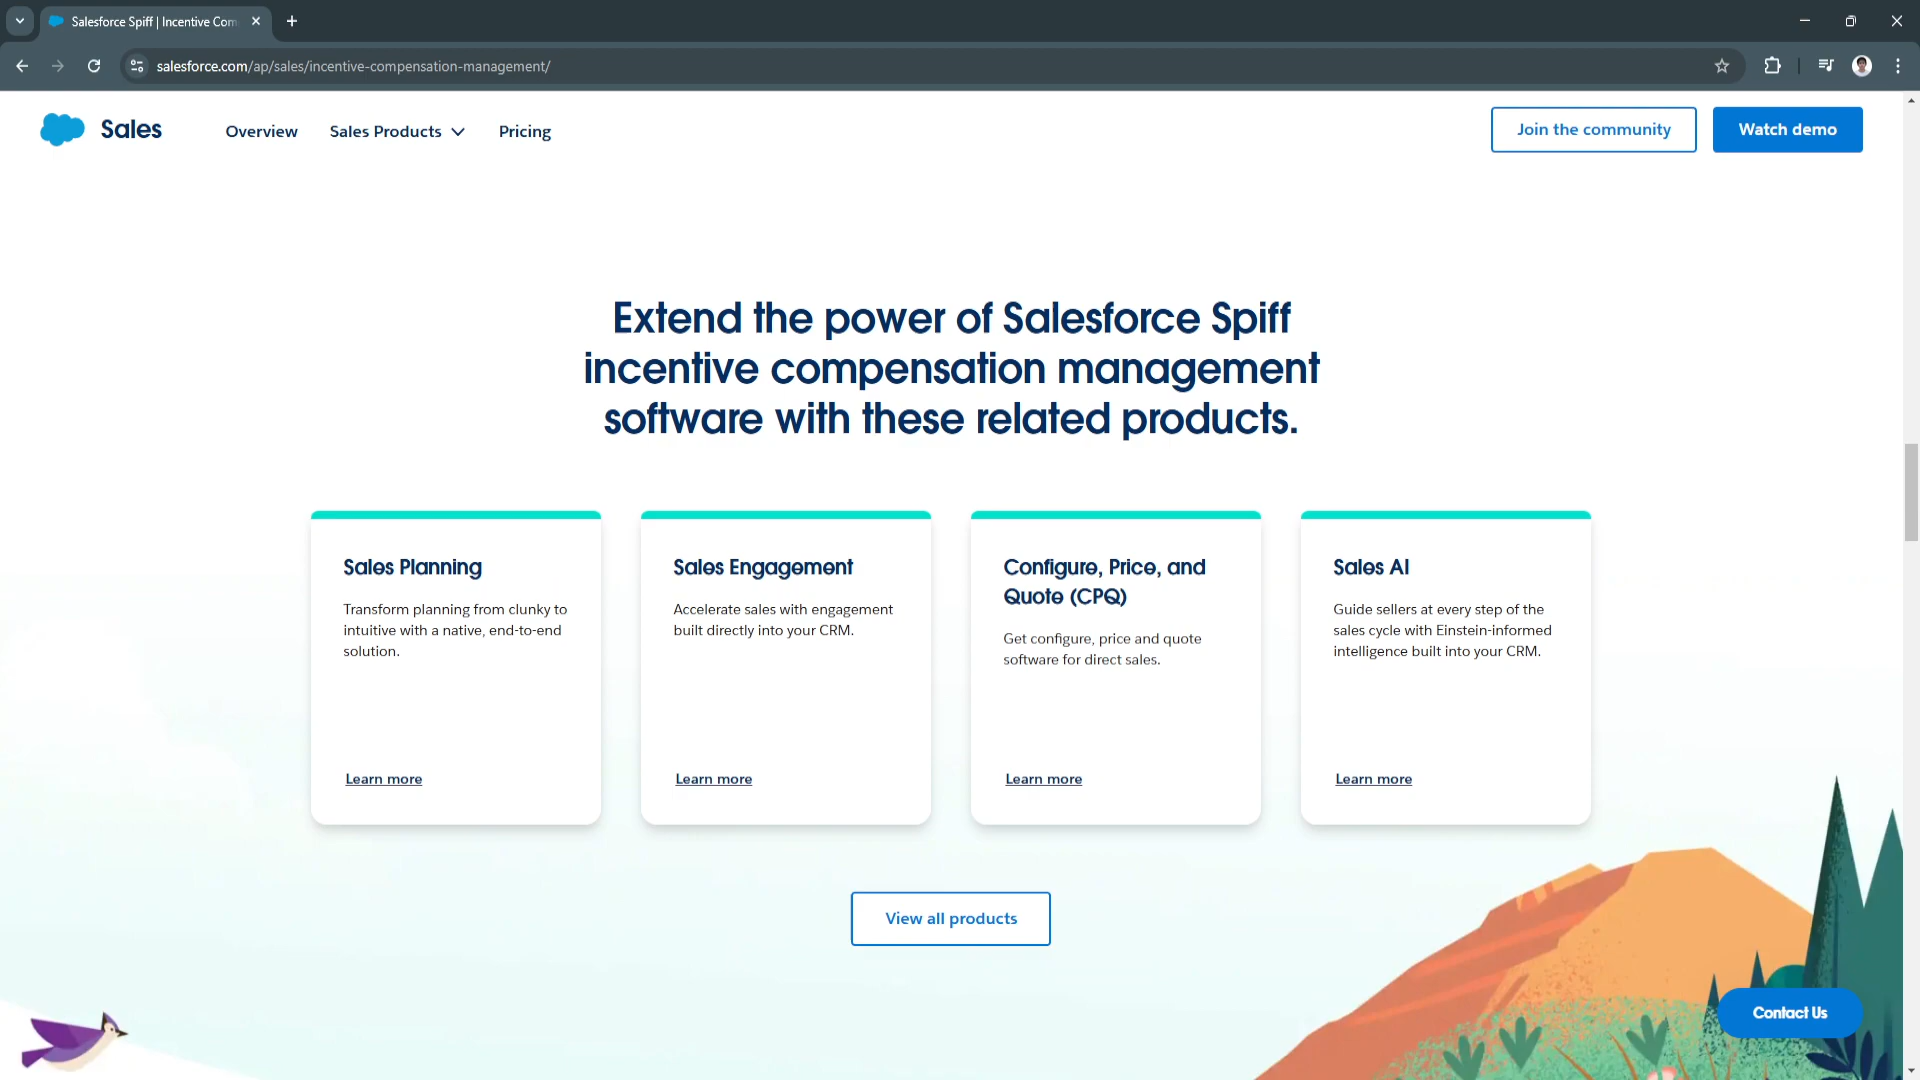 Salesforce Spiff | Incentive Com
salesforce.com/ap/sales/incentive-compensation-management/
Sales
Overview
Sales Products
Pricing
Join the community
Watch demo
Extend the power of Salesforce Spiff
incentive compensation management
software with these related products.
Sales Planning
Transform planning from clunky to
intuitive with a native, end-to-end
solution.
Learn more
Sales Engagement
Accelerate sales with engagement
built directly into your CRM.
Learn more
Configure, Price, and
Quote (CPQ)
Get configure, price and quote
software for direct sales.
Learn more
Sales AI
Guide sellers at every step of the
sales cycle with Einstein-informed
intelligence built into your CRM.
Learn more
View all products
Contact Us